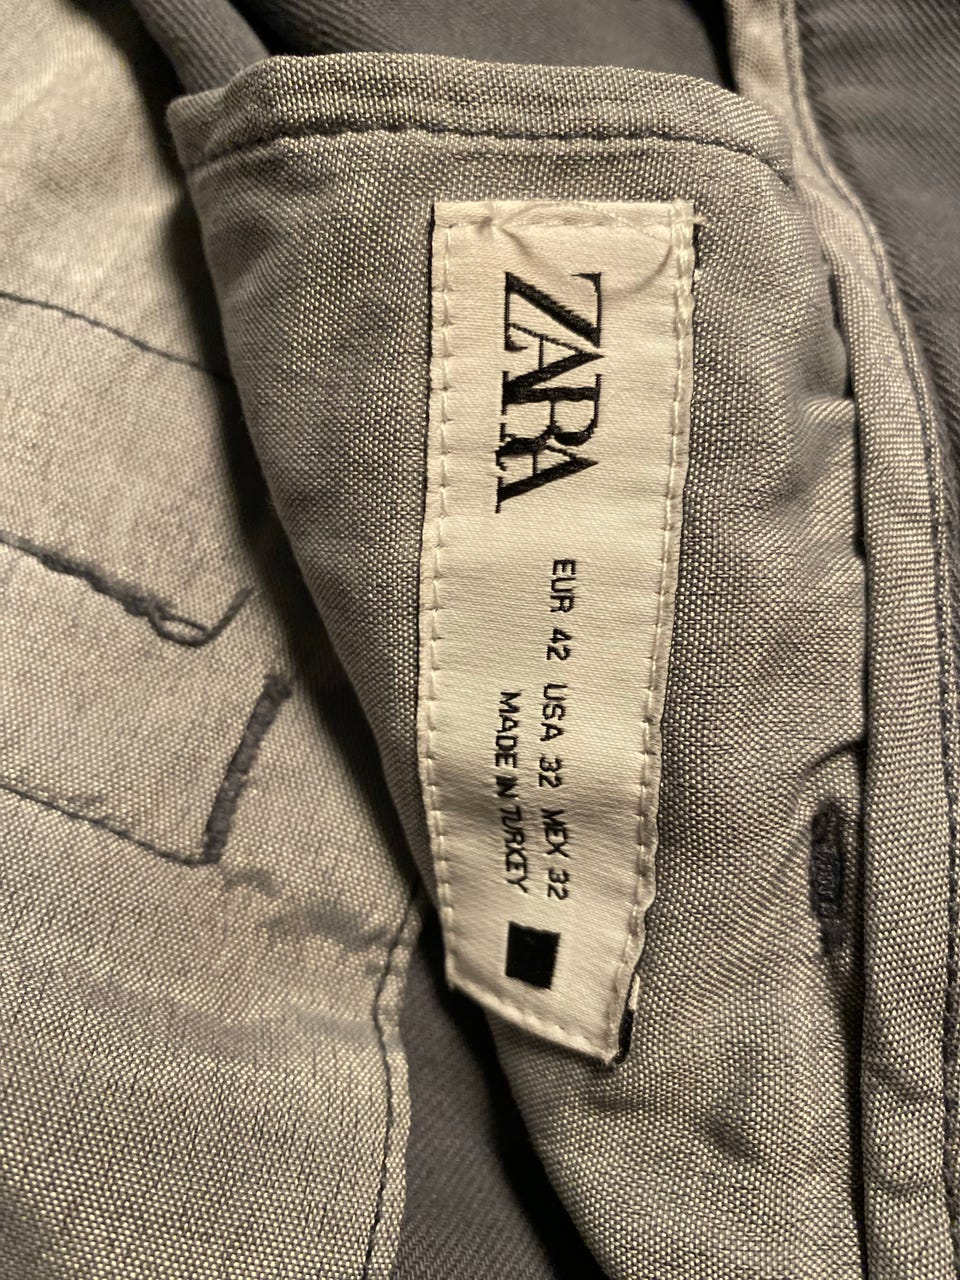 ZARA
EUR 42 USA 32 MEX 32
MADE IN TURKEY